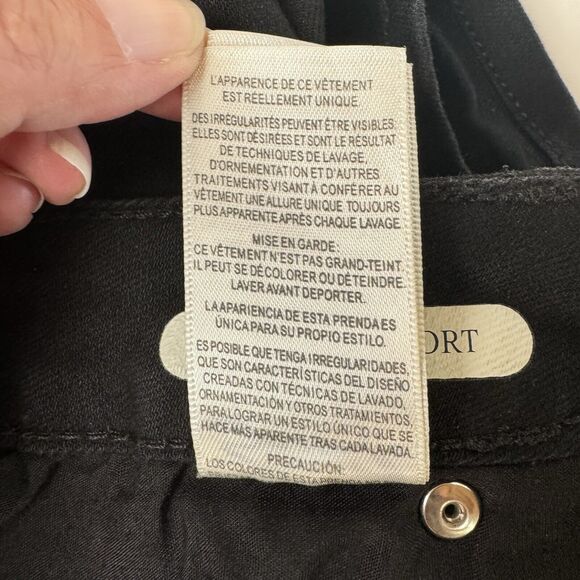 L'APPARENCE DE CE VÊTEMENT
EST RÉELLEMENT UNIQUE.
DES IRRÉGULARITÉS PEUVENT ÊTRE VISIBLES.
ELLES SONT DÉSIRÉES ET SONT LE RÉSULTAT
DE TECHNIQUES DE LAVAGE,
D'ORNEMENTATION ET D'AUTRES
TRAITEMENTS VISANT À CONFÉRER AU
VÊTEMENT UNE ALLURE UNIQUE, TOUJOURS
PLUS APPARENTE APRÈS CHAQUE LAVAGE.
MISE EN GARDE:
CE VÊTEMENT N'EST PAS GRAND-TEINT.
IL PEUT SE DÉCOLORER OU DÉTEINDRE.
LAVER AVANT DE PORTER.
LA APARIENCIA DE ESTA PRENDA ES
ÚNICA PARA SU PROPIO ESTILO.
ORT
ES POSIBLE QUE TENGA IRREGULARIDADES,
QUE SON CARACTERÍSTICAS DEL DISEÑO
CREADAS CON TÉCNICAS DE LAVADO,
ORNAMENTACIÓN Y OTROS TRATAMIENTOS,
PARA LOGRAR UN ESTILO ÚNICO QUE SE
HACE MÁS APARENTE TRAS CADA LAVADA.
PRECAUCIÓN:
LOS COLORES DE ESTA PRENDA